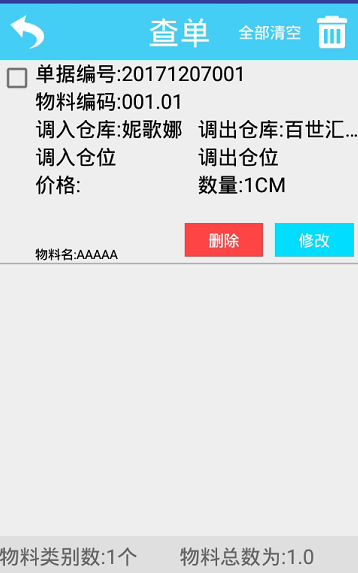 查单 全部清空
单据编号:20171207001
物料编码:001.01
调入仓库:妮歌娜 调出仓库:百世汇...
调入仓位 调出仓位
价格: 数量:1CM
删除 修改
物料名:AAAAA
物料类别数:1个 物料总数为:1.0